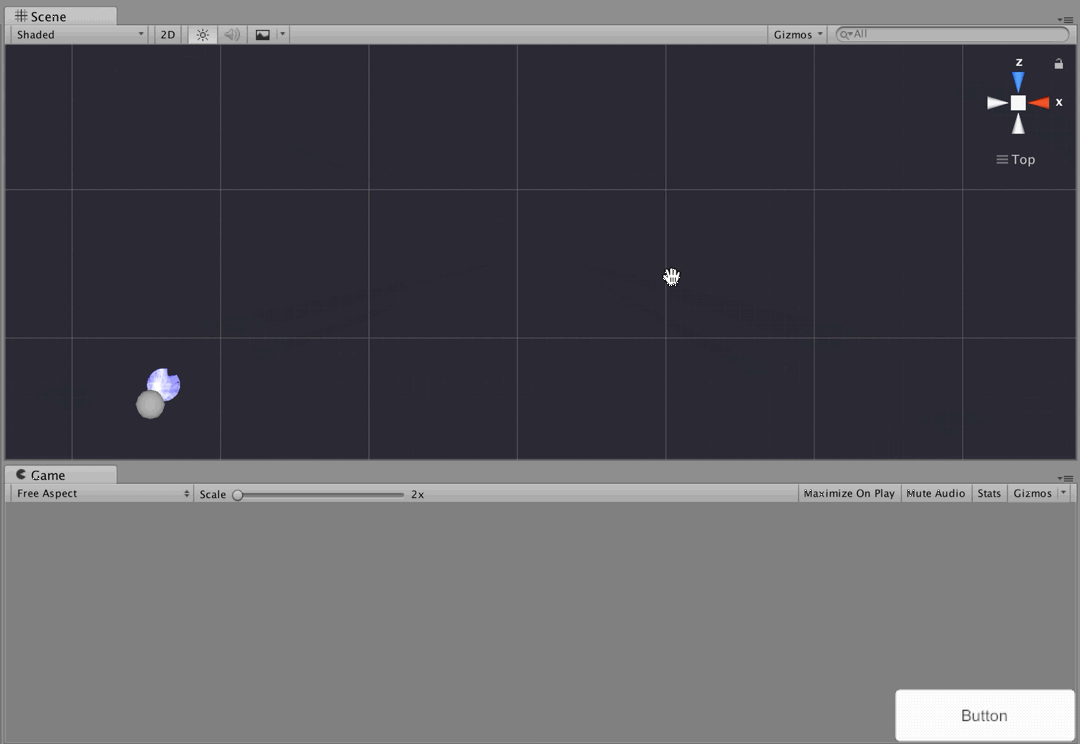 Scene
Shaded 2D Gizmos All
z
x
Top
Game
Free Aspect Scale 2x Maximize On Play Mute Audio Stats Gizmos
Button